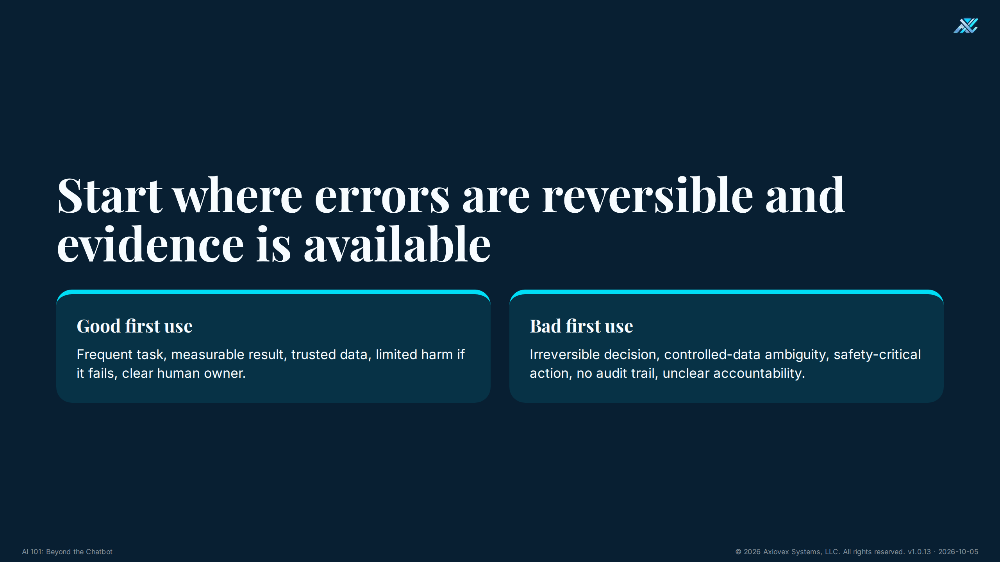 Start where errors are reversible and
evidence is available
Good first use
Frequent task, measurable result, trusted data, limited harm if
it fails, clear human owner.
Bad first use
Irreversible decision, controlled-data ambiguity, safety-critical
action, no audit trail, unclear accountability.
AI 101: Beyond the Chatbot
© 2026 Axiovex Systems, LLC. All rights reserved. v1.0.13 · 2026-10-05